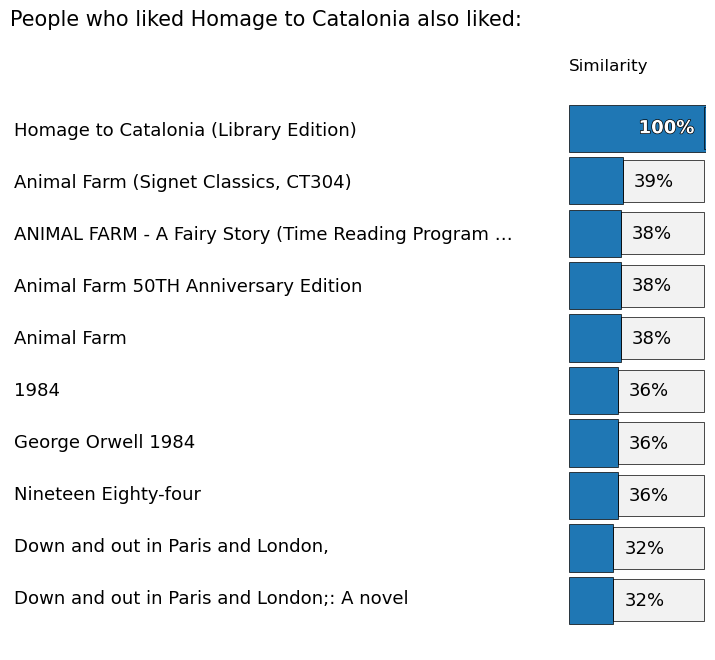 People who liked Homage to Catalonia also liked:
Similarity
Homage to Catalonia (Library Edition) 100%
Animal Farm (Signet Classics, CT304) 39%
ANIMAL FARM - A Fairy Story (Time Reading Program ... 38%
Animal Farm 50TH Anniversary Edition 38%
Animal Farm 38%
1984 36%
George Orwell 1984 36%
Nineteen Eighty-four 36%
Down and out in Paris and London, 32%
Down and out in Paris and London;: A novel 32%